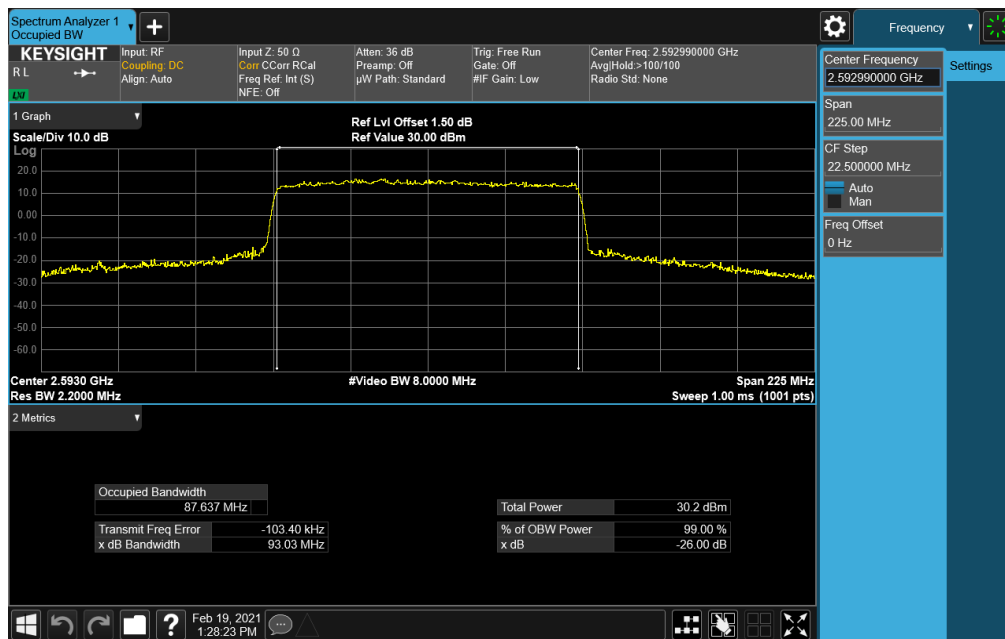 Spectrum Analyzer 1
Occupied BW
Frequency
KEYSIGHT
R L
LXI
Input: RF
Coupling: DC
Align: Auto
Input Z: 50 Ω
Corr CCorr RCal
Freq Ref: Int (S)
NFE: Off
Atten: 36 dB
Preamp: Off
µW Path: Standard
Trig: Free Run
Gate: Off
#IF Gain: Low
Center Freq: 2.592990000 GHz
Avg|Hold:>100/100
Radio Std: None
Center Frequency
2.592990000 GHz
Settings
Span
225.00 MHz
CF Step
22.500000 MHz
Auto
Man
Freq Offset
0 Hz
1 Graph
Scale/Div 10.0 dB
Ref Lvl Offset 1.50 dB
Ref Value 30.00 dBm
Log
20.0
10.0
0.00
-10.0
-20.0
-30.0
-40.0
-50.0
-60.0
Center 2.5930 GHz
#Video BW 8.0000 MHz
Span 225 MHz
Res BW 2.2000 MHz
Sweep 1.00 ms (1001 pts)
2 Metrics
Occupied Bandwidth
87.637 MHz
Total Power 30.2 dBm
Transmit Freq Error -103.40 kHz
% of OBW Power 99.00 %
x dB Bandwidth 93.03 MHz
x dB -26.00 dB
Feb 19, 2021
1:28:23 PM